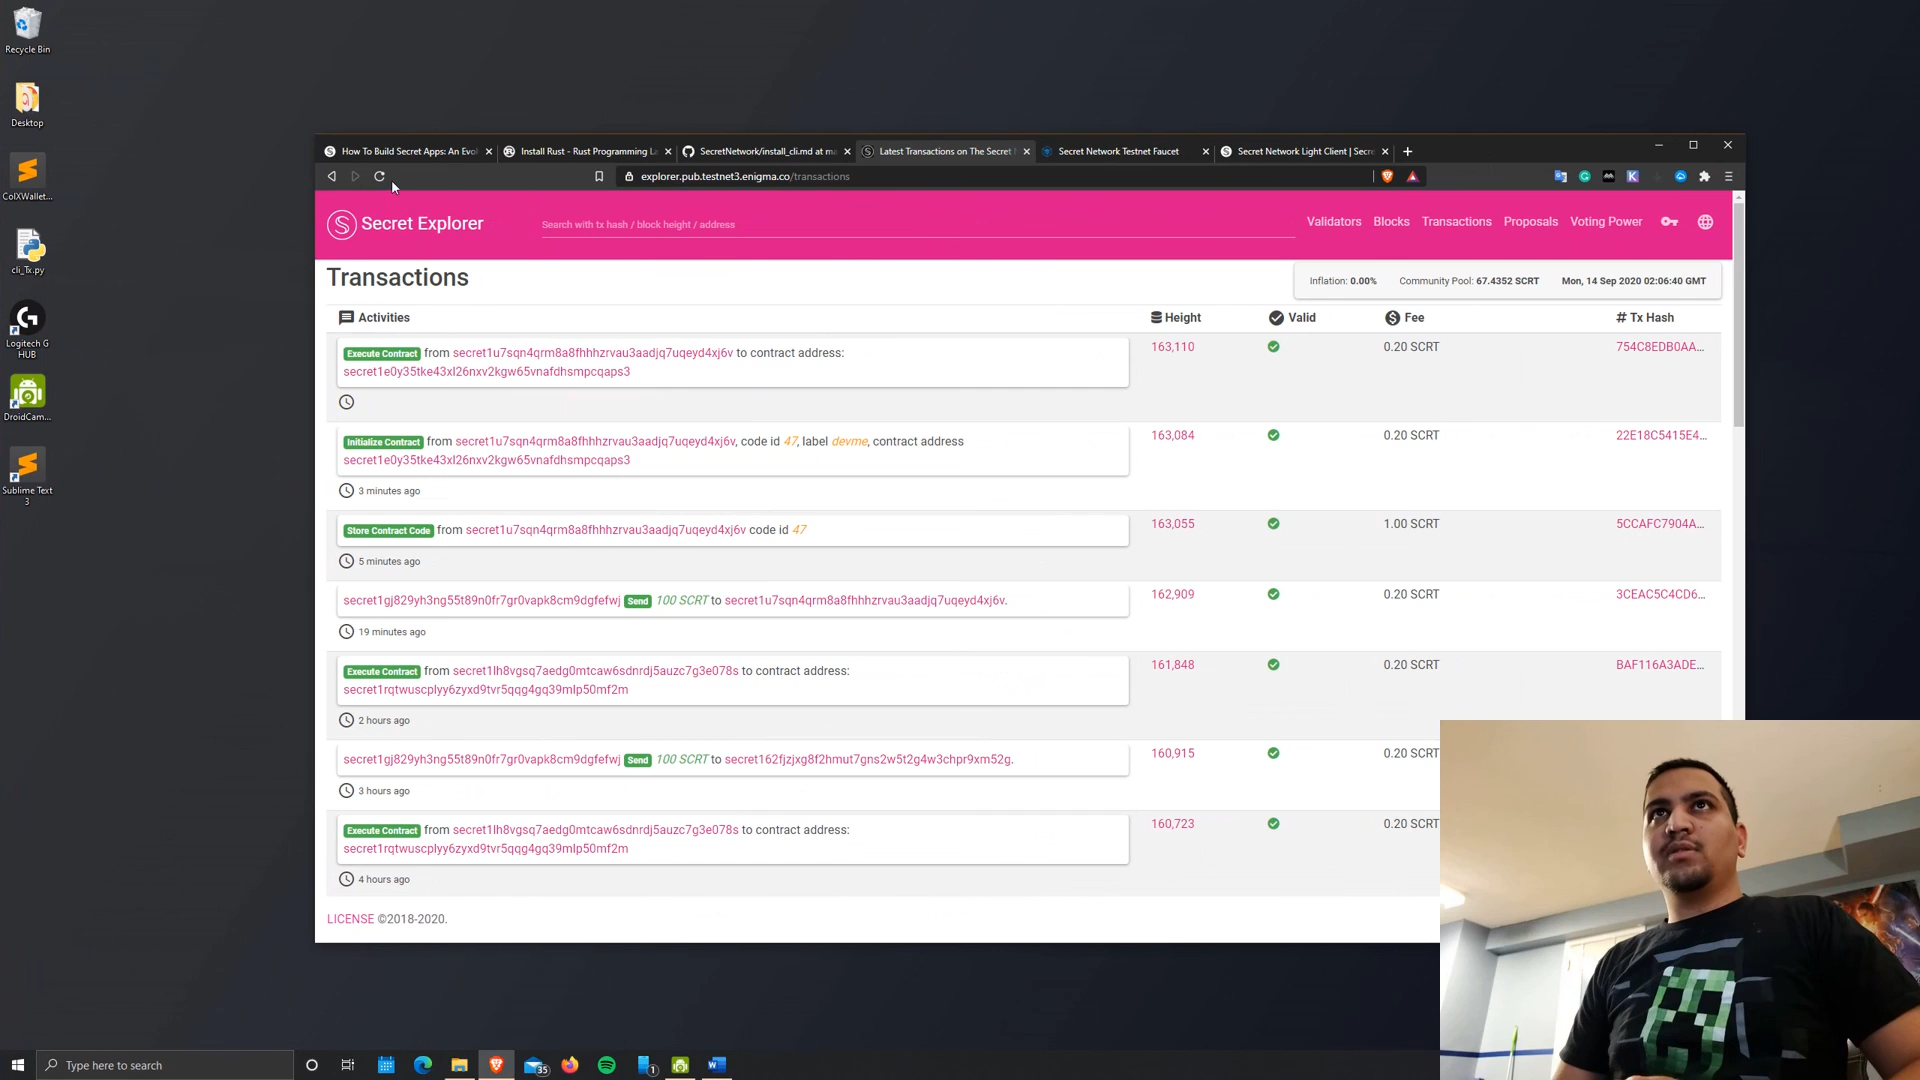 Recycle Bin
Desktop
ColXWallet...
cli_Tx.py
Logitech G
HUB
DroidCam...
Sublime Text
3
How To Build Secret Apps: An Evol
Install Rust - Rust Programming La
SecretNetwork/install_cli.md at ma
Latest Transactions on The Secret N
Secret Network Testnet Faucet
Secret Network Light Client | Secre
explorer.pub.testnet3.enigma.co/transactions
Secret Explorer
Search with tx hash / block height / address
Validators Blocks Transactions Proposals Voting Power
Transactions
Inflation: 0.00% Community Pool: 67.4352 SCRT Mon, 14 Sep 2020 02:06:40 GMT
Activities Height Valid Fee # Tx Hash
Execute Contract from secret1u7sqn4qrm8a8fhhhzrvau3aadjq7uqeyd4xj6v to contract address: 163,110 0.20 SCRT 754C8EDB0AA...
secret1e0y35tke43xl26nxv2kgw65vnafdhsmpcqaps3
Initialize Contract from secret1u7sqn4qrm8a8fhhhzrvau3aadjq7uqeyd4xj6v, code id 47, label devme, contract address 163,084 0.20 SCRT 22E18C5415E4...
secret1e0y35tke43xl26nxv2kgw65vnafdhsmpcqaps3
3 minutes ago
Store Contract Code from secret1u7sqn4qrm8a8fhhhzrvau3aadjq7uqeyd4xj6v code id 47 163,055 1.00 SCRT 5CCAFC7904A...
5 minutes ago
secret1gj829yh3ng55t89n0fr7gr0vapk8cm9dgfefwj Send 100 SCRT to secret1u7sqn4qrm8a8fhhhzrvau3aadjq7uqeyd4xj6v. 162,909 0.20 SCRT 3CEAC5C4CD6...
19 minutes ago
Execute Contract from secret1lh8vgsq7aedg0mtcaw6sdnrdj5auzc7g3e078s to contract address: 161,848 0.20 SCRT BAF116A3ADE...
secret1rqtwuscplyy6zyxd9tvr5qqg4gq39mlp50mf2m
2 hours ago
secret1gj829yh3ng55t89n0fr7gr0vapk8cm9dgfefwj Send 100 SCRT to secret162fjzjxg8f2hmut7gns2w5t2g4w3chpr9xm52g. 160,915 0.20 SCRT
3 hours ago
Execute Contract from secret1lh8vgsq7aedg0mtcaw6sdnrdj5auzc7g3e078s to contract address: 160,723 0.20 SCRT
secret1rqtwuscplyy6zyxd9tvr5qqg4gq39mlp50mf2m
4 hours ago
LICENSE ©2018-2020.
Type here to search
35
1